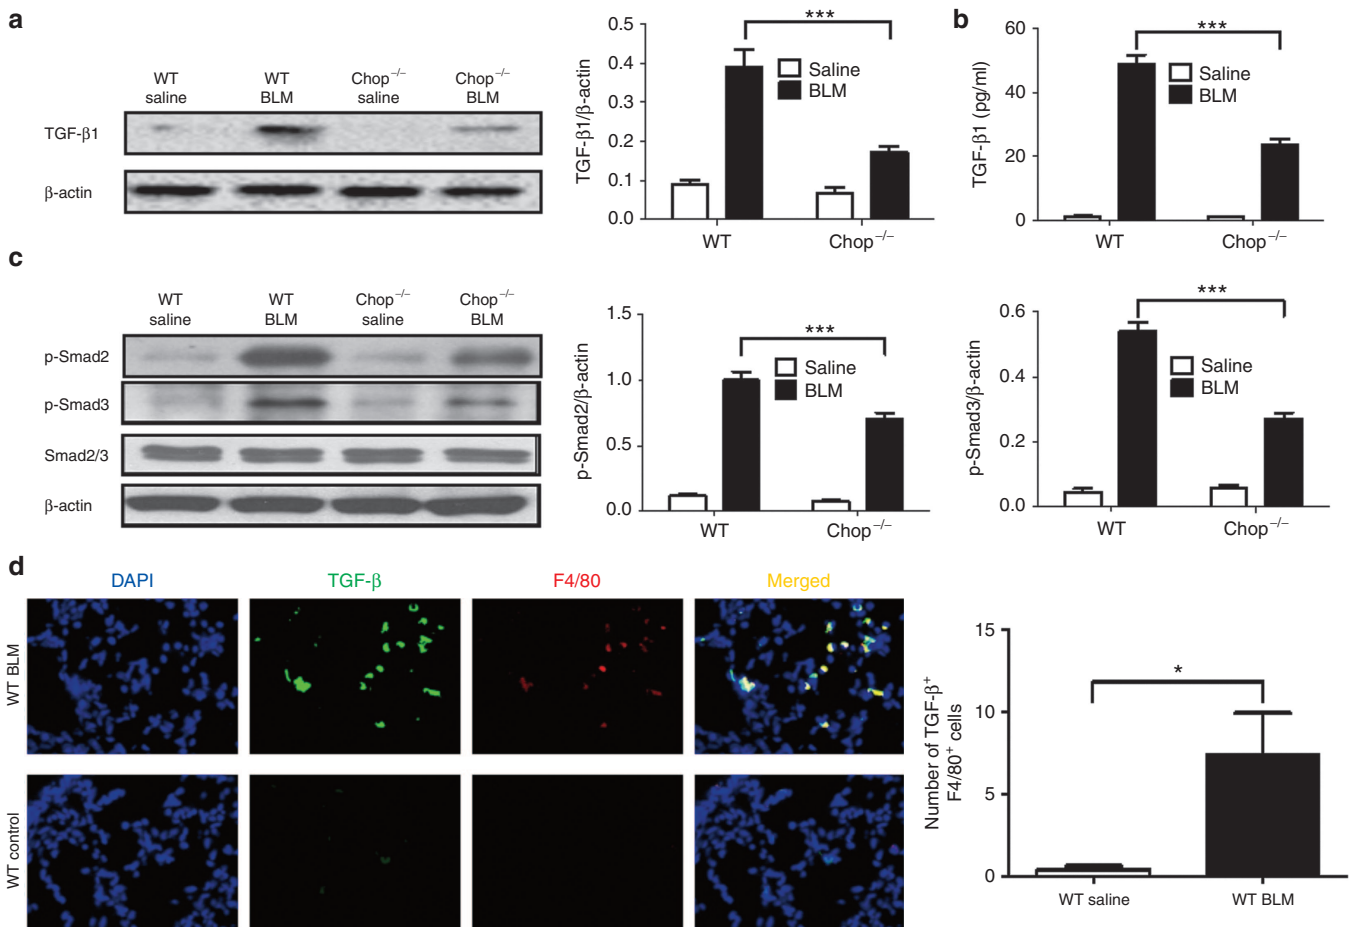 a
WT
saline
WT
BLM
Chop−/−
saline
Chop−/−
BLM
TGF-β1
β-actin
TGF-β1/β-actin
0.5
0.4
0.3
0.2
0.1
0.0
***
Saline
BLM
WT
Chop−/−
b
TGF-β1 (pg/ml)
60
40
20
0
***
Saline
BLM
WT
Chop−/−
c
WT
saline
WT
BLM
Chop−/−
saline
Chop−/−
BLM
p-Smad2
p-Smad3
Smad2/3
β-actin
p-Smad2/β-actin
1.5
1.0
0.5
0.0
***
Saline
BLM
WT
Chop−/−
p-Smad3/β-actin
0.6
0.4
0.2
0.0
***
Saline
BLM
WT
Chop−/−
d
DAPI
TGF-β
F4/80
Merged
WT BLM
WT control
Number of TGF-β+
F4/80+ cells
15
10
5
0
*
WT saline
WT BLM